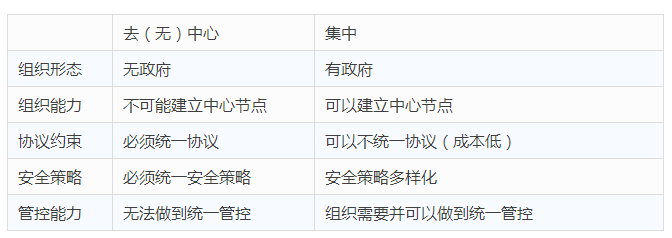 去（无）中心 集中
组织形态 无政府 有政府
组织能力 不可能建立中心节点 可以建立中心节点
协议约束 必须统一协议 可以不统一协议（成本低）
安全策略 必须统一安全策略 安全策略多样化
管控能力 无法做到统一管控 组织需要并可以做到统一管控